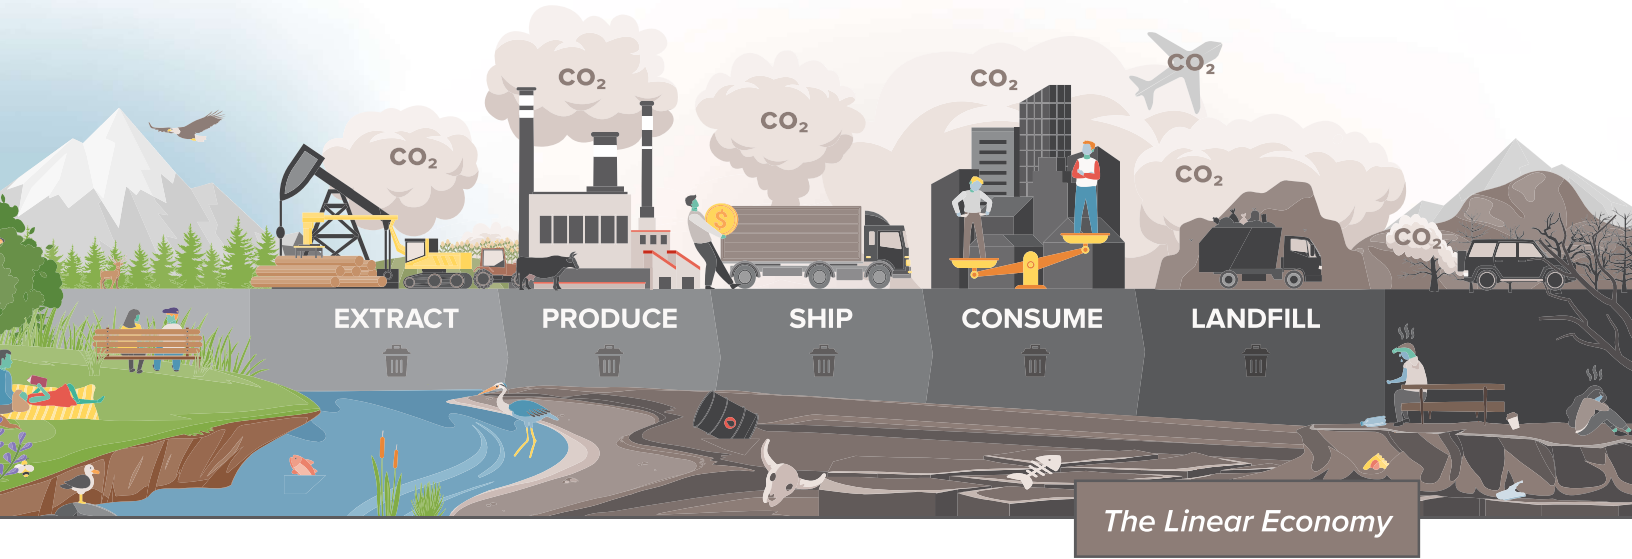 CO₂
CO₂
CO₂
CO₂
CO₂
CO₂
CO₂
$
EXTRACT
PRODUCE
SHIP
CONSUME
LANDFILL
The Linear Economy